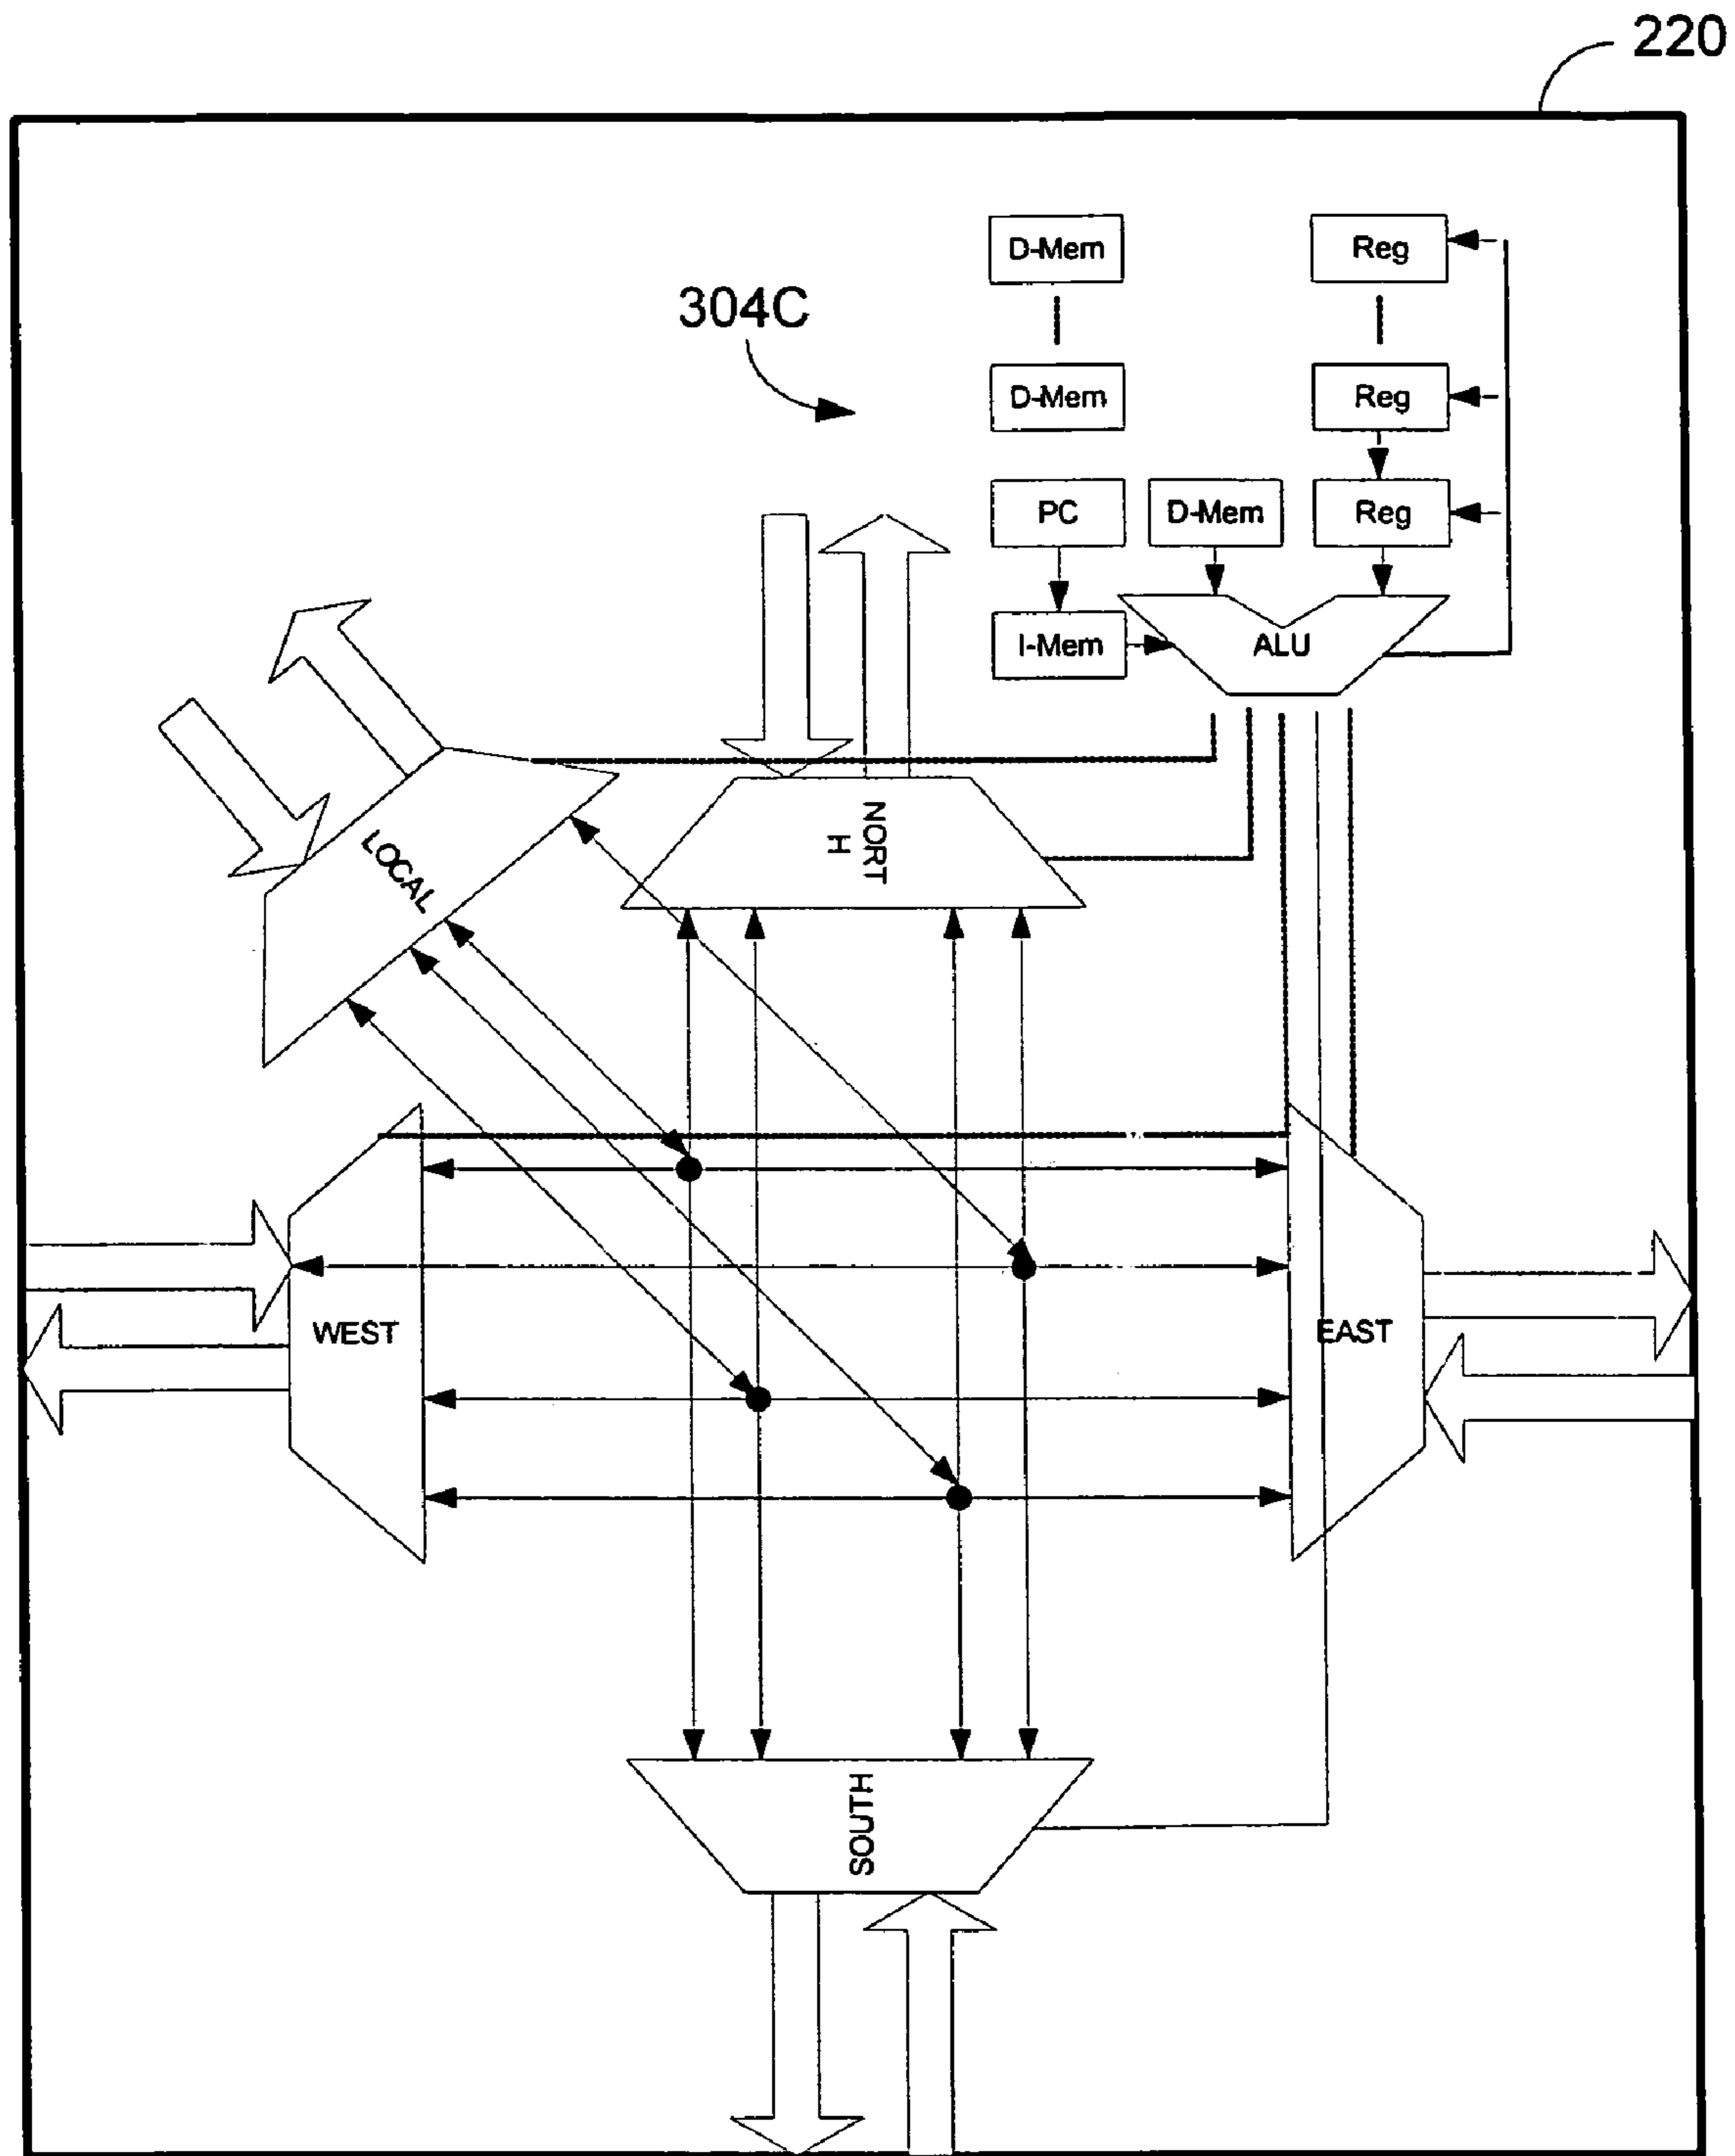 220
D-Mem
Reg
304C
D-Mem
Reg
PC
D-Mem
Reg
I-Mem
ALU
LOCAL
NORT
H
WEST
EAST
SOUTH